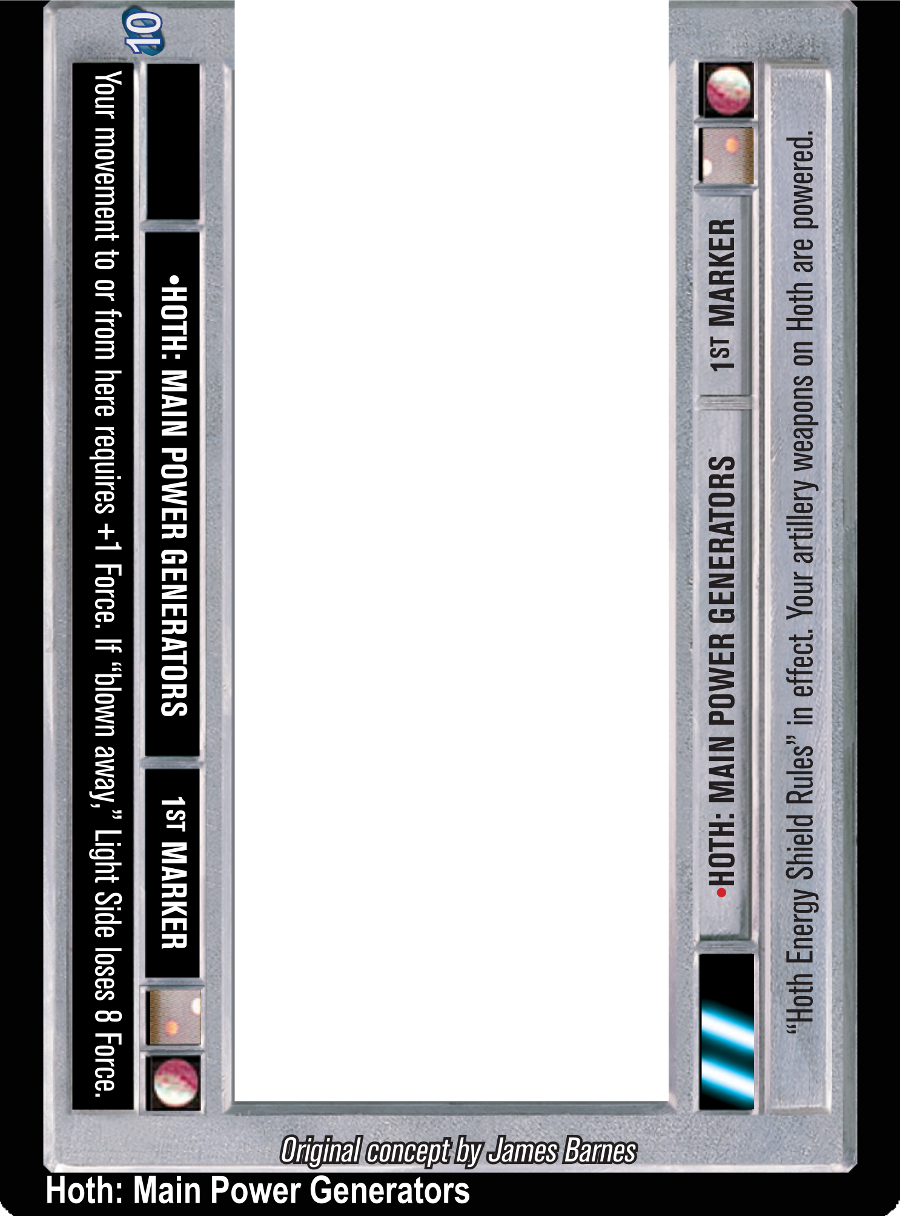 10
Your movement to or from here requires +1 Force. If “blown away,” Light Side loses 8 Force.
•HOTH: MAIN POWER GENERATORS
1ST MARKER
•HOTH: MAIN POWER GENERATORS
1ST MARKER
“Hoth Energy Shield Rules” in effect. Your artillery weapons on Hoth are powered.
Original concept by James Barnes
Hoth: Main Power Generators